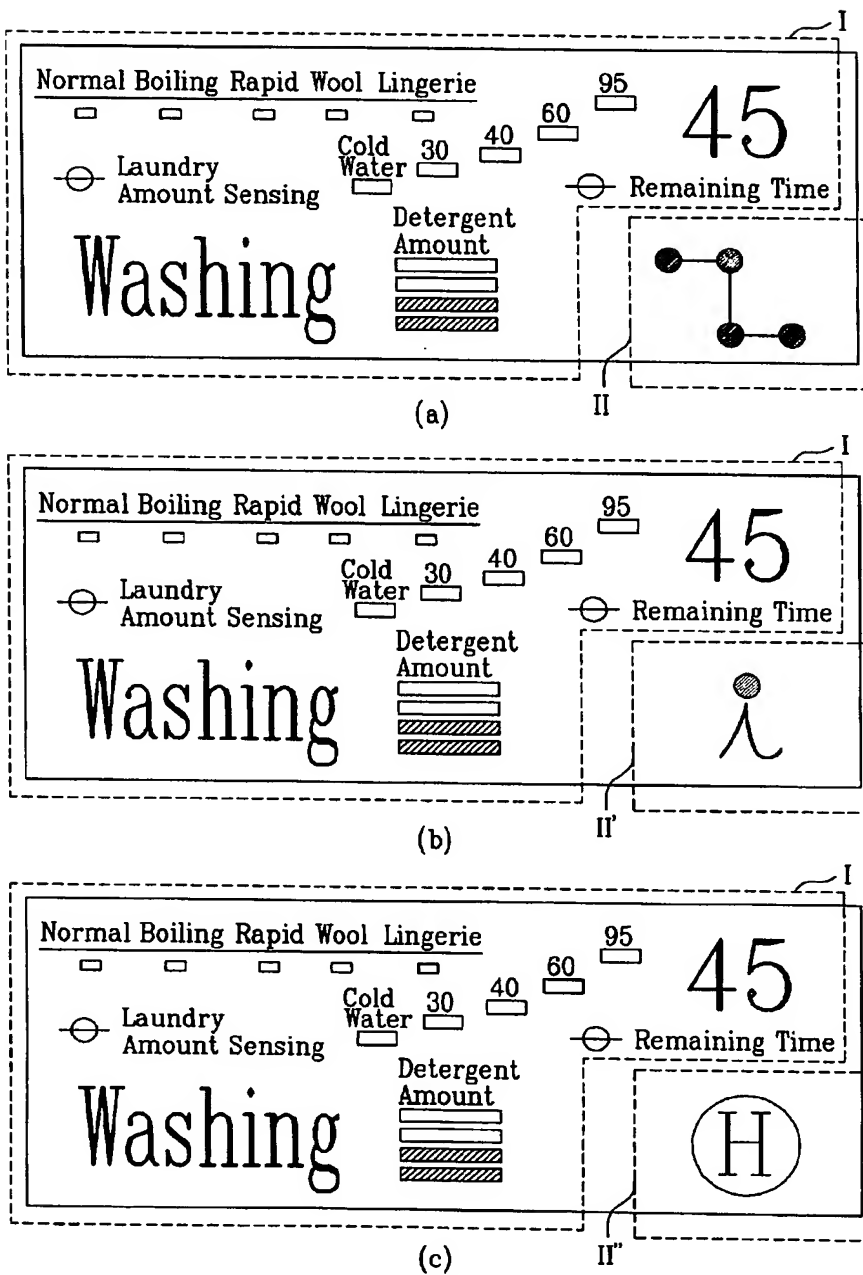 I
Normal Boiling Rapid Wool Lingerie
95
60
40
30
Cold
Water
45
Laundry
Amount Sensing
Remaining Time
Detergent
Amount
Washing
II
(a)
I
Normal Boiling Rapid Wool Lingerie
95
60
40
30
Cold
Water
45
Laundry
Amount Sensing
Remaining Time
Detergent
Amount
Washing
i
II'
(b)
I
Normal Boiling Rapid Wool Lingerie
95
60
40
30
Cold
Water
45
Laundry
Amount Sensing
Remaining Time
Detergent
Amount
Washing
H
II"
(c)